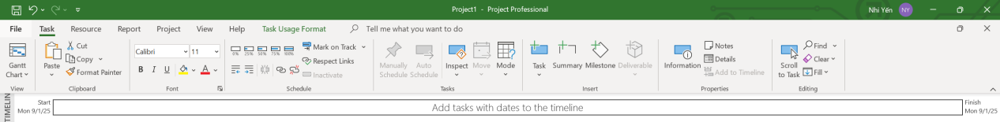 Project1 - Project Professional
Nhi Yến NY
File Task Resource Report Project View Help Task Usage Format Tell me what you want to do
Gantt Chart
View
Paste
Cut
Copy
Format Painter
Clipboard
Calibri 11
B I U A
Font
0% 25% 50% 75% 100%
Mark on Track
Respect Links
Inactivate
Schedule
Manually Schedule
Auto Schedule
Inspect
Move
Mode
Tasks
Task
Summary
Milestone
Deliverable
Insert
Information
Notes
Details
Add to Timeline
Properties
Scroll to Task
Find
Clear
Fill
Editing
TIMELIN
Start
Mon 9/1/25
Add tasks with dates to the timeline
Finish
Mon 9/1/25